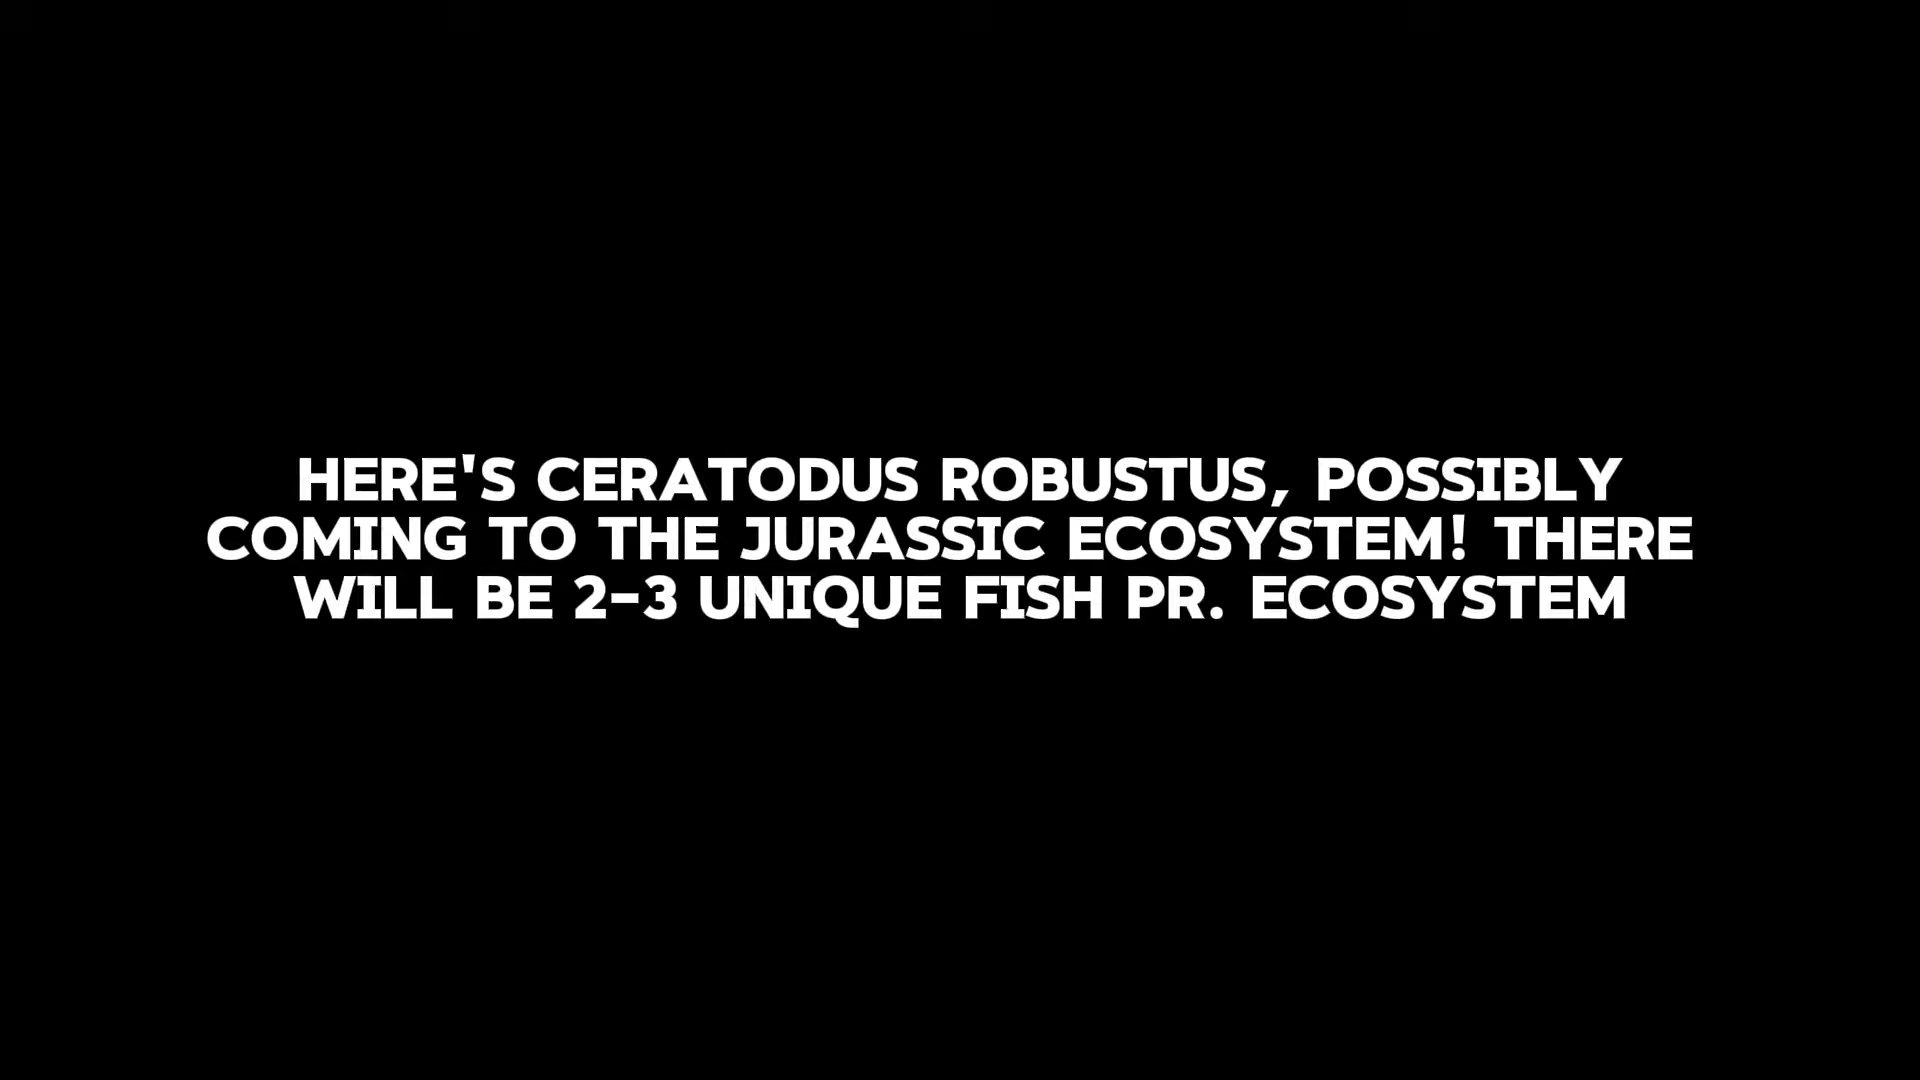 HERE'S CERATODUS ROBUSTUS, POSSIBLY
COMING TO THE JURASSIC ECOSYSTEM! THERE
WILL BE 2-3 UNIQUE FISH PR. ECOSYSTEM